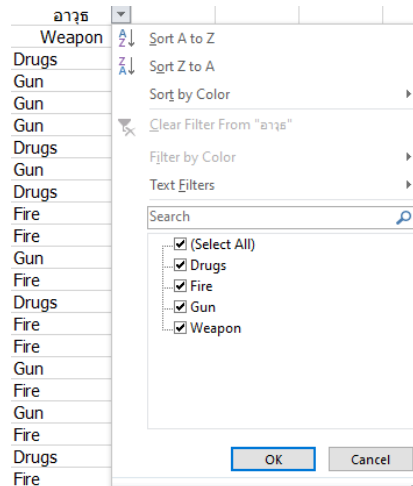 อาวุธ
Weapon
Drugs
Gun
Gun
Gun
Drugs
Gun
Drugs
Fire
Fire
Gun
Fire
Drugs
Fire
Fire
Gun
Fire
Gun
Fire
Drugs
Fire
Sort A to Z
Sort Z to A
Sort by Color
Clear Filter From "อาวุธ"
Filter by Color
Text Filters
Search
(Select All)
Drugs
Fire
Gun
Weapon
OK
Cancel